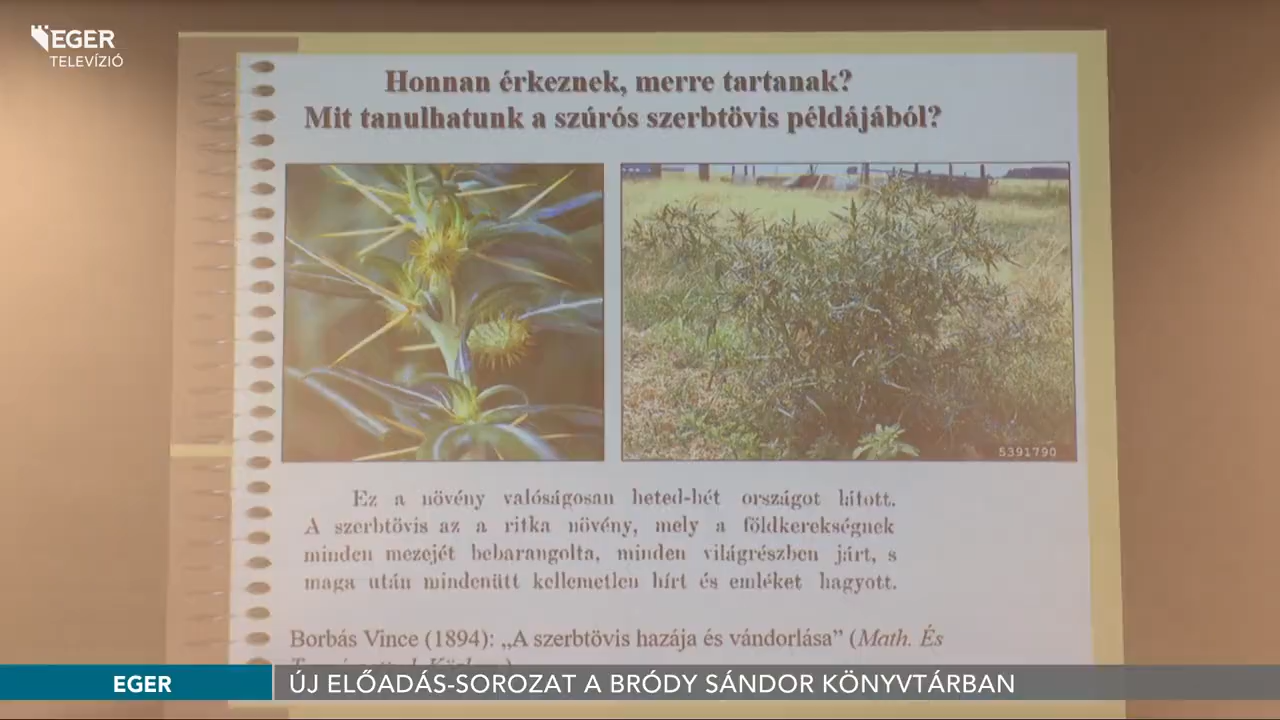 EGER
TELEVÍZIÓ
Honnan érkeznek, merre tartanak?
Mit tanulhatunk a szúrós szerbtövis példájából?
5391790
Ez a növény valóságosan heted-hét országot látott.
A szerbtövis az a ritka növény, mely a földkerekségnek
minden mezejét bebarangolta, minden világrészben járt, s
maga után mindenütt kellemetlen hírt és emléket hagyott.
Borbás Vince (1894): „A szerbtövis hazája és vándorlása” (Math. És
EGER
ÚJ ELŐADÁS-SOROZAT A BRÓDY SÁNDOR KÖNYVTÁRBAN